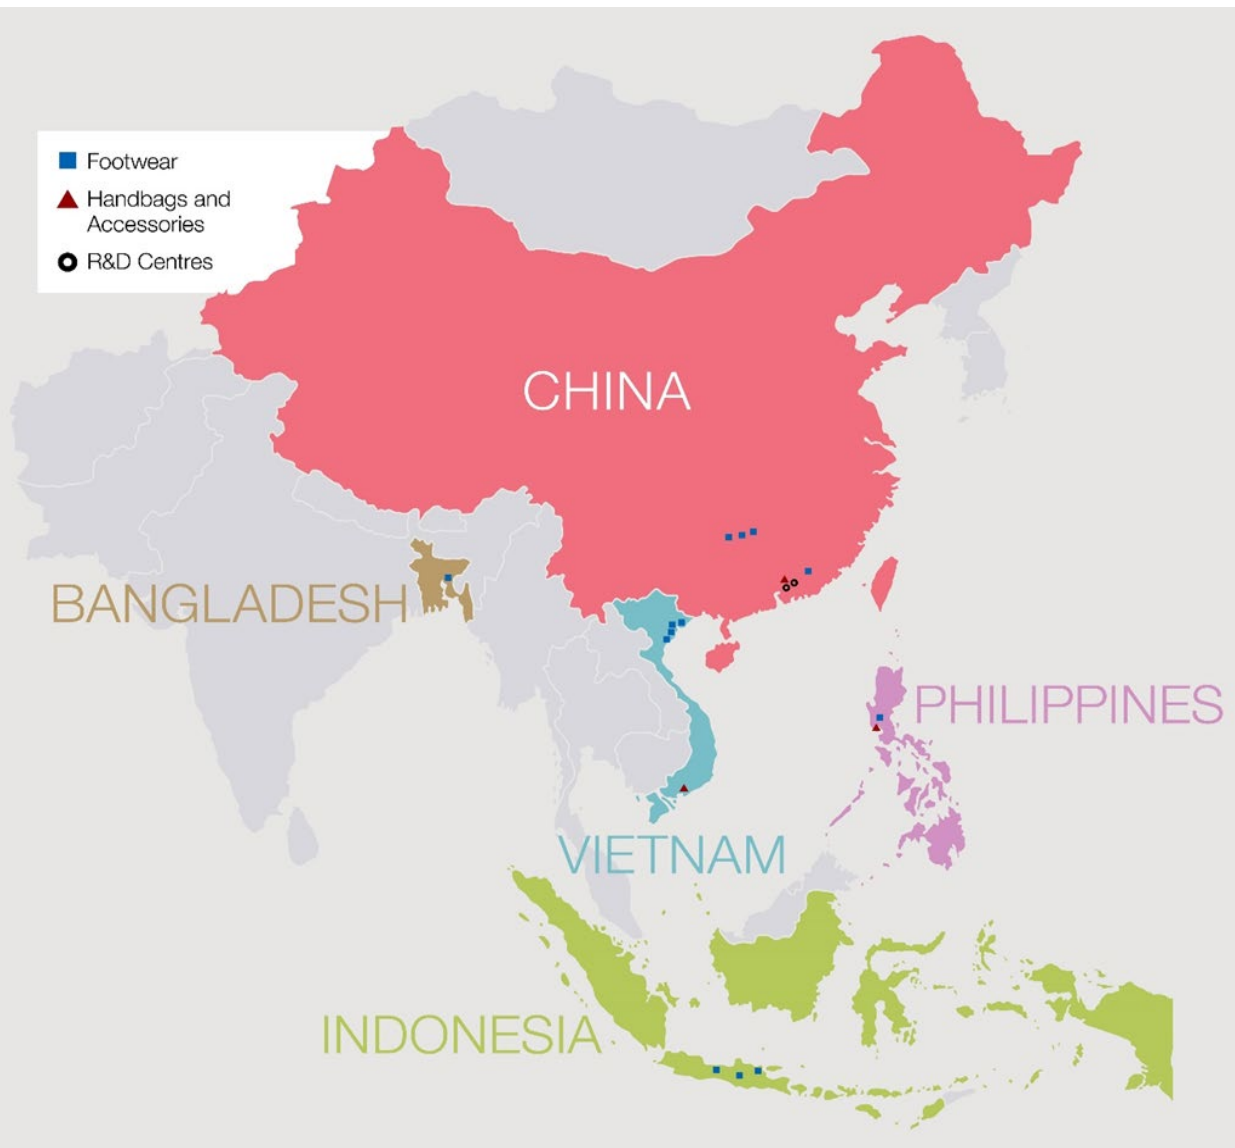 Footwear
Handbags and
Accessories
R&D Centres
CHINA
BANGLADESH
PHILIPPINES
VIETNAM
INDONESIA